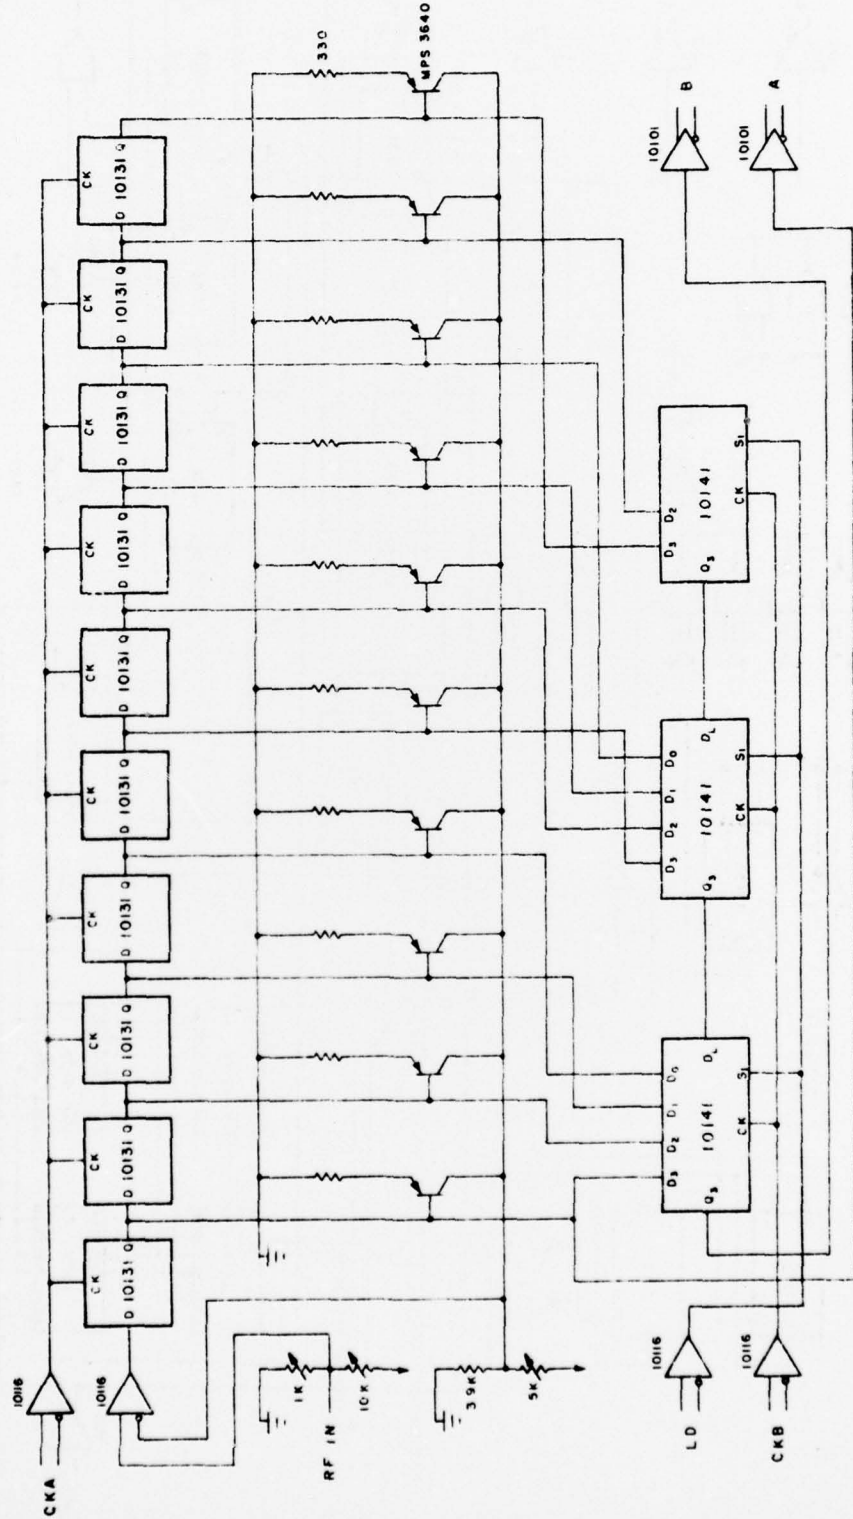 CKA
10116
10116
D 10131 Q
CK
D 10131 Q
CK
D 10131 Q
CK
D 10131 Q
CK
D 10131 Q
CK
D 10131 Q
CK
D 10131 Q
CK
D 10131 Q
CK
D 10131 Q
CK
D 10131 Q
CK
330
MPS 3640
RF IN
1K
10K
3.9K
5K
D3 D2 D1 D0
10141
Q3 DL
CK S1
D3 D2 D1 D0
10141
Q3 DL
CK S1
D3 D2
10141
Q3
CK S1
LD
10116
CKB
10116
10101
B
10101
A